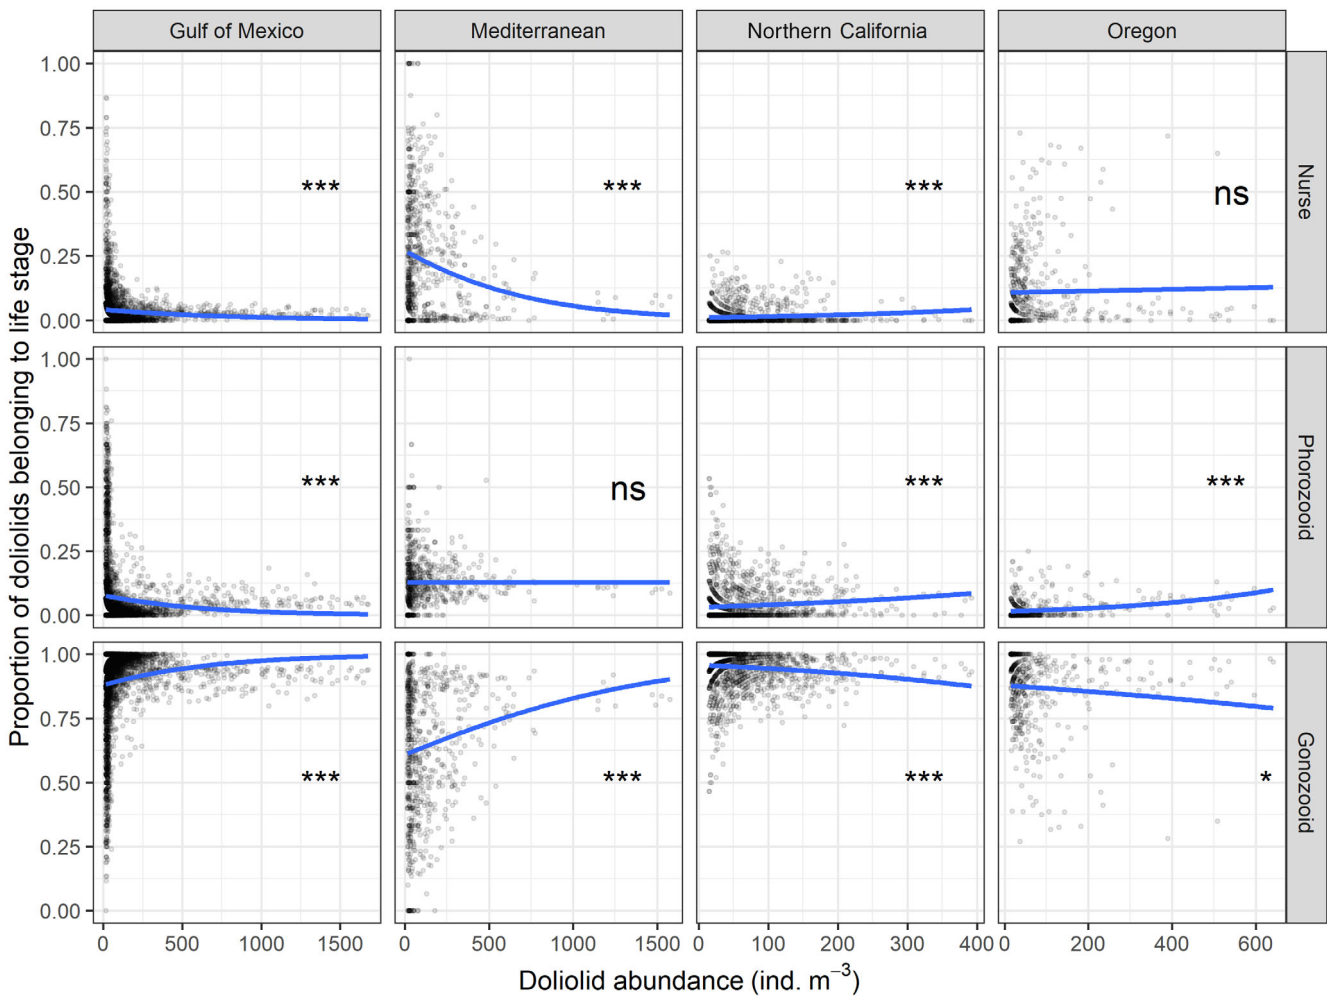 Gulf of Mexico
Mediterranean
Northern California
Oregon
Proportion of doliolids belonging to life stage
1.00
0.75
0.50
0.25
0.00
***
***
***
ns
Nurse
1.00
0.75
0.50
0.25
0.00
***
ns
***
***
Phorozooid
1.00
0.75
0.50
0.25
0.00
***
***
***
*
Gonozooid
0 500 1000 1500
0 500 1000 1500
0 100 200 300 400
0 200 400 600
Doliolid abundance (ind. m⁻³)